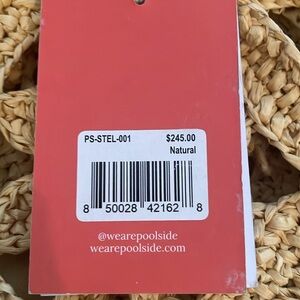 PS-STEL-001 $245.00
Natural
8 50028 42162 8
@wearepoolside
wearepoolside.com